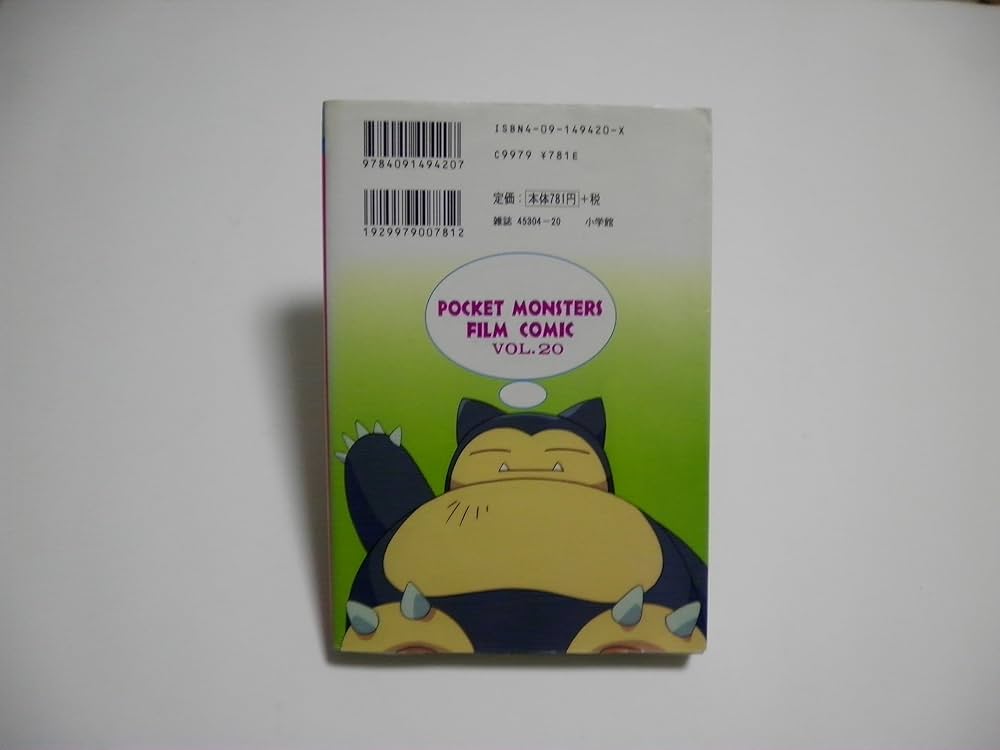 ISBN4-09-149420-X
9784091494207
C9979 ¥781E
定価：本体781円+税
1929979007812
雑誌 45304-20 小学館
POCKET MONSTERS
FILM COMIC
VOL.20